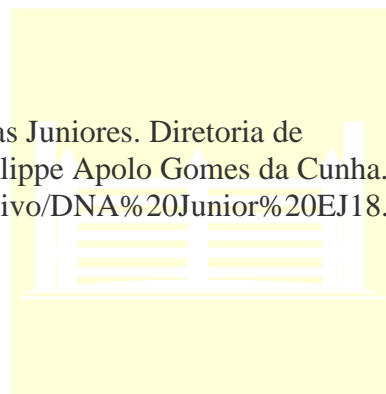 as Juniores. Diretoria de
lippe Apolo Gomes da Cunha.
ivo/DNA%20Junior%20EJ18.